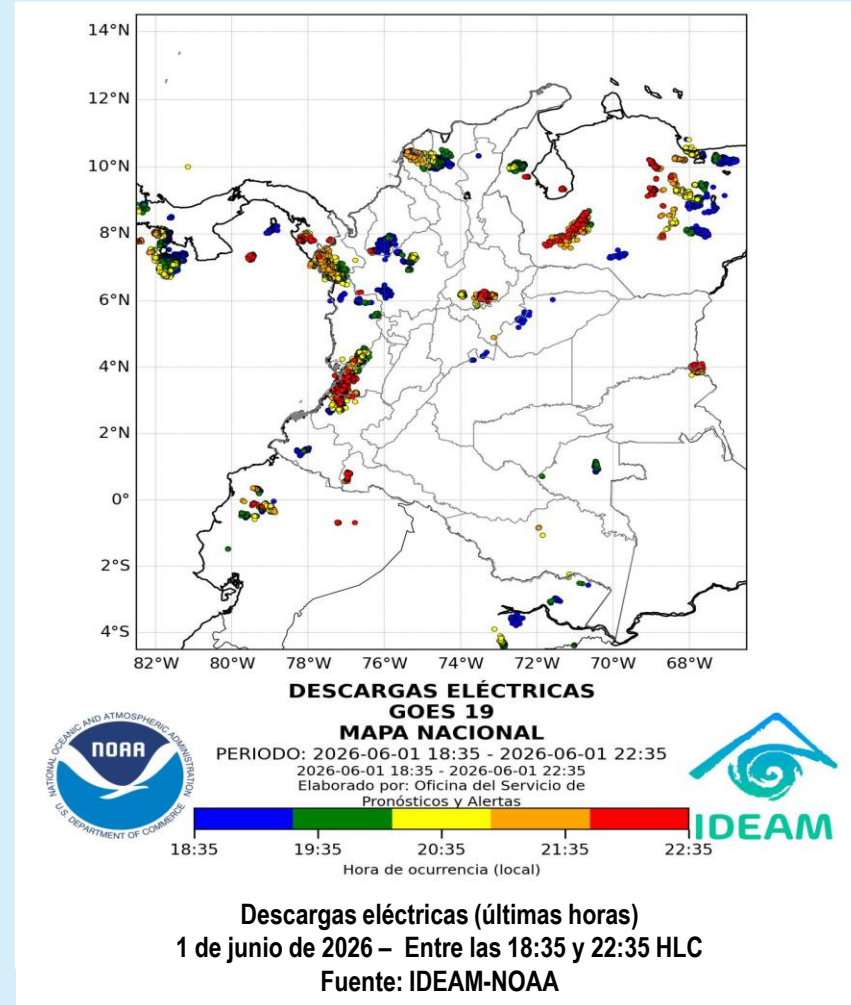 14°N
12°N
10°N
8°N
6°N
4°N
2°N
0°
2°S
4°S
82°W 80°W 78°W 76°W 74°W 72°W 70°W 68°W
DESCARGAS ELÉCTRICAS
GOES 19
MAPA NACIONAL
PERIODO: 2026-06-01 18:35 - 2026-06-01 22:35
2026-06-01 18:35 - 2026-06-01 22:35
Elaborado por: Oficina del Servicio de
Pronósticos y Alertas
NATIONAL OCEANIC AND ATMOSPHERIC ADMINISTRATION
NOAA
U.S. DEPARTMENT OF COMMERCE
IDEAM
18:35 19:35 20:35 21:35 22:35
Hora de ocurrencia (local)
Descargas eléctricas (últimas horas)
1 de junio de 2026 – Entre las 18:35 y 22:35 HLC
Fuente: IDEAM-NOAA